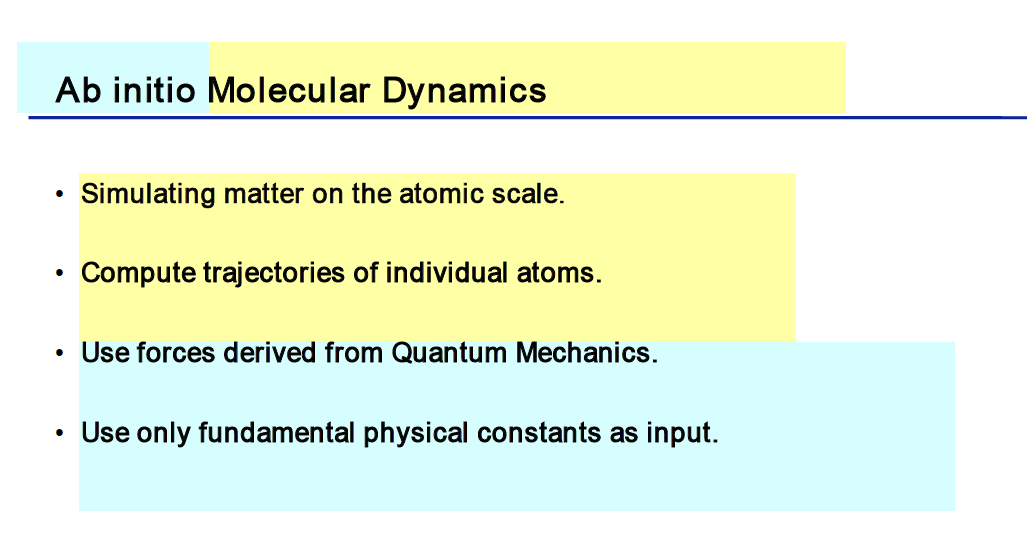 Ab initio Molecular Dynamics
• Simulating matter on the atomic scale.
• Compute trajectories of individual atoms.
• Use forces derived from Quantum Mechanics.
• Use only fundamental physical constants as input.